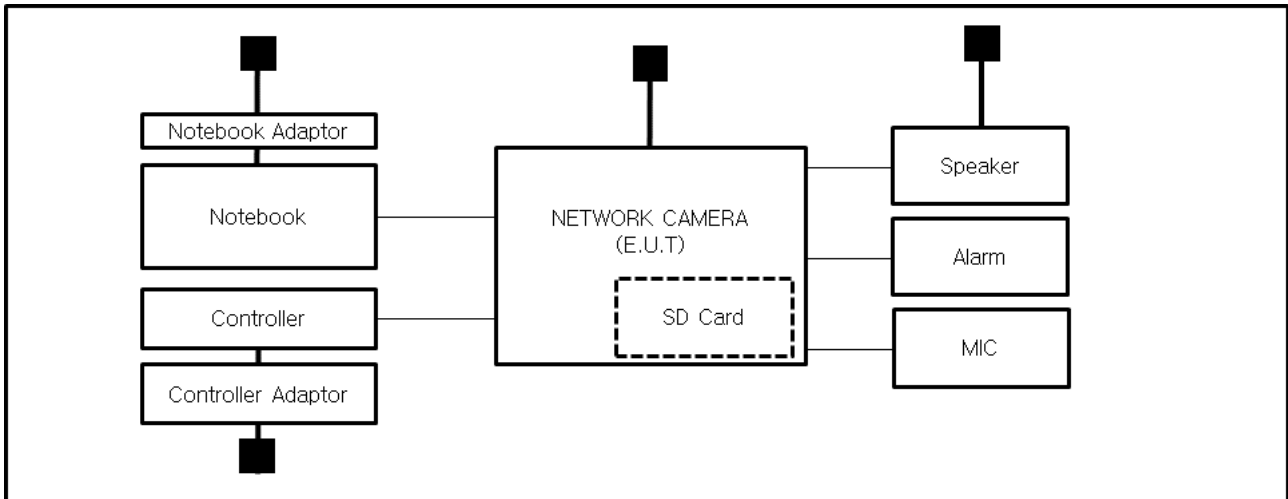 Notebook Adaptor
Notebook
Controller
Controller Adaptor
NETWORK CAMERA
(E.U.T)
SD Card
Speaker
Alarm
MIC